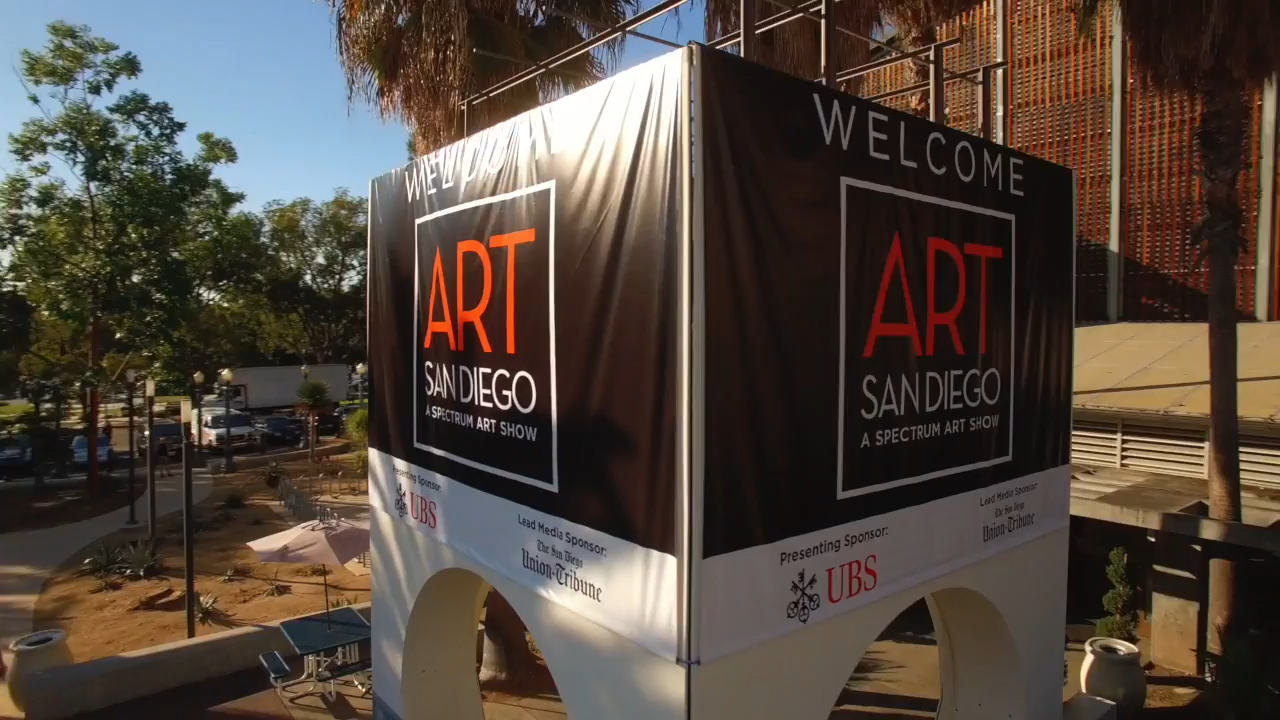 WELCOME
ART
SAN DIEGO
A SPECTRUM ART SHOW
Presenting Sponsor:
UBS
Lead Media Sponsor:
The San Diego
Union-Tribune
WELCOME
ART
SAN DIEGO
A SPECTRUM ART SHOW
Presenting Sponsor:
UBS
Lead Media Sponsor:
The San Diego
Union-Tribune